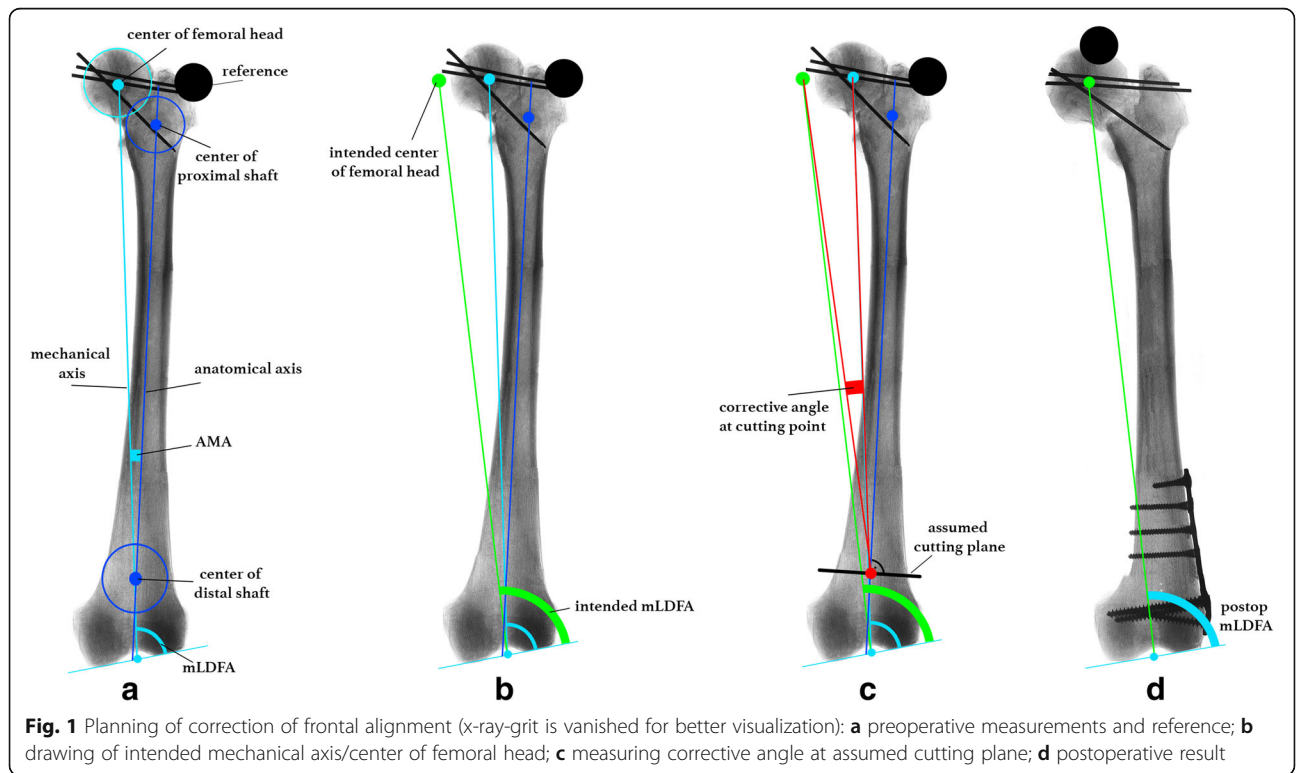 center of femoral head
reference
center of
proximal shaft
mechanical
axis
anatomical axis
AMA
center of
distal shaft
mLDFA
a
intended center
of femoral head
intended mLDFA
b
corrective angle
at cutting point
assumed
cutting plane
c
postop
mLDFA
d
Fig. 1 Planning of correction of frontal alignment (x-ray-grit is vanished for better visualization): a preoperative measurements and reference; b
drawing of intended mechanical axis/center of femoral head; c measuring corrective angle at assumed cutting plane; d postoperative result